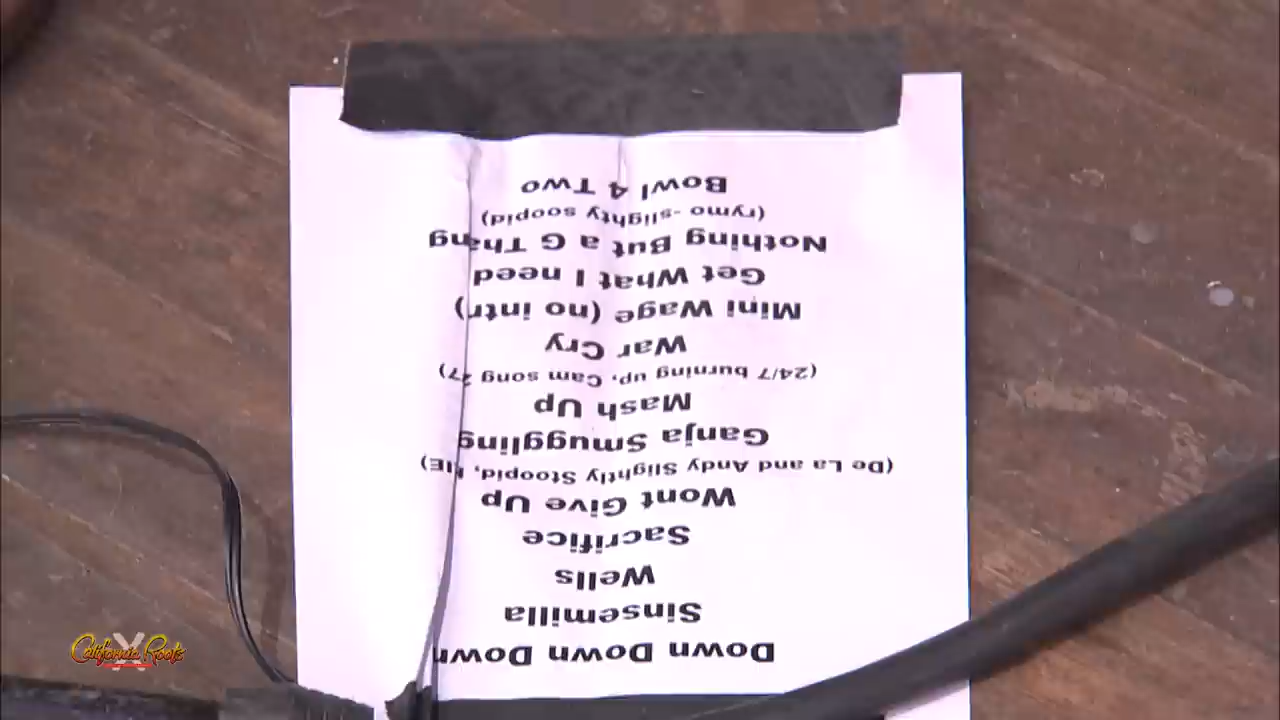 Down Down Down
Sinsemilla
Wells
Sacrifice
Wont Give Up
(De La and Andy Slightly Stoopid,
Ganja Smuggling
Mash Up
(24/7 burning up, Cam song 27)
War Cry
Mini Wage (no intr)
Get What I need
Nothing But a G Thang
(rymo -slighty soopid)
Bowl 4 Two
California Roots
X